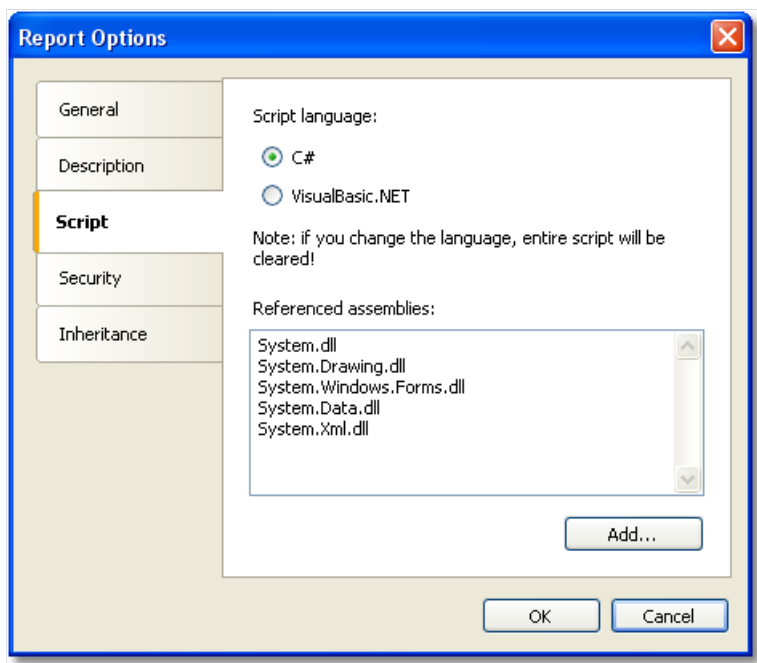 Report Options
General
Description
Script
Security
Inheritance
Script language:
C#
VisualBasic.NET
Note: if you change the language, entire script will be
cleared!
Referenced assemblies:
System.dll
System.Drawing.dll
System.Windows.Forms.dll
System.Data.dll
System.Xml.dll
Add...
OK
Cancel